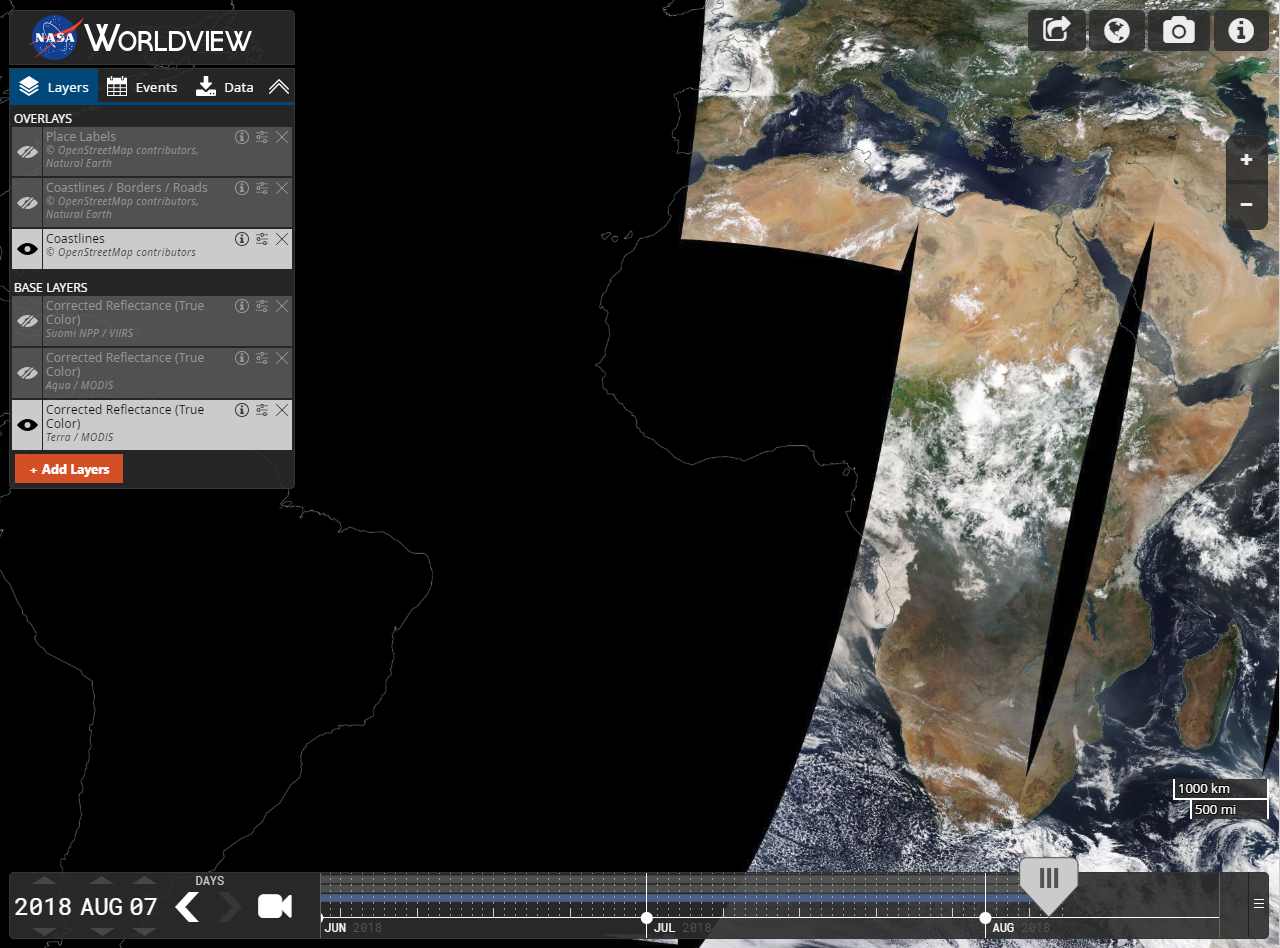 NASA WORLDVIEW
Layers Events Data
OVERLAYS
Place Labels
© OpenStreetMap contributors,
Natural Earth
Coastlines / Borders / Roads
© OpenStreetMap contributors,
Natural Earth
Coastlines
© OpenStreetMap contributors
BASE LAYERS
Corrected Reflectance (True
Color)
Suomi NPP / VIIRS
Corrected Reflectance (True
Color)
Aqua / MODIS
Corrected Reflectance (True
Color)
Terra / MODIS
+ Add Layers
+
−
1000 km
500 mi
DAYS
2018 AUG 07
JUN 2018
JUL 2018
AUG 2018